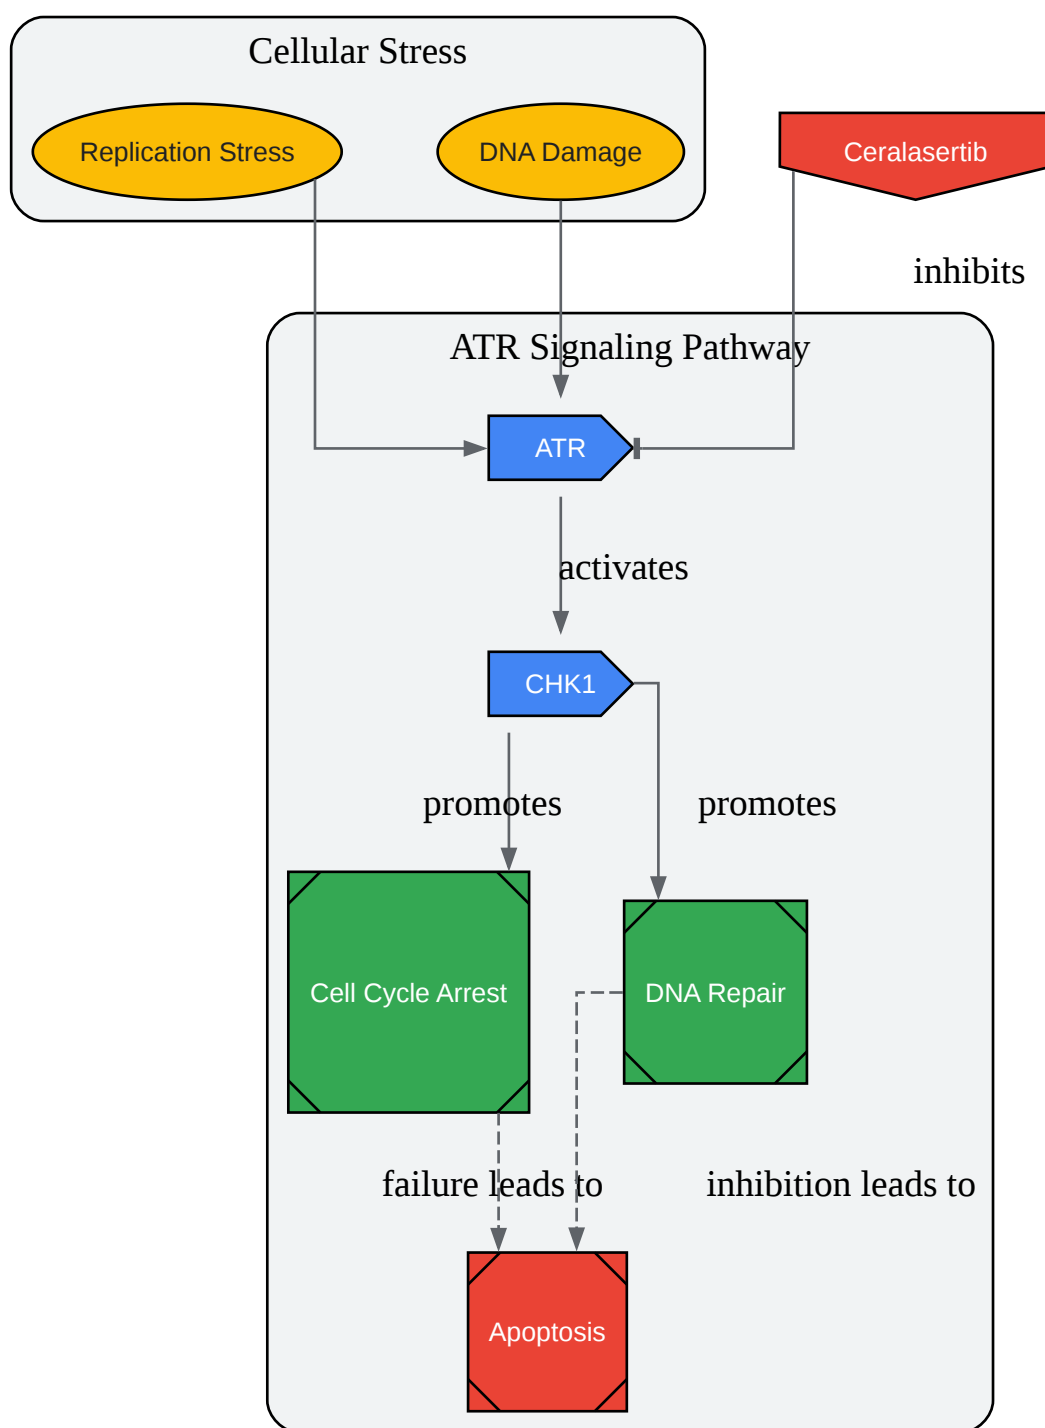 Cellular Stress
Replication Stress
DNA Damage
Ceralasertib
inhibits
ATR Signaling Pathway
ATR
activates
CHK1
promotes
promotes
Cell Cycle Arrest
DNA Repair
failure leads to
inhibition leads to
Apoptosis